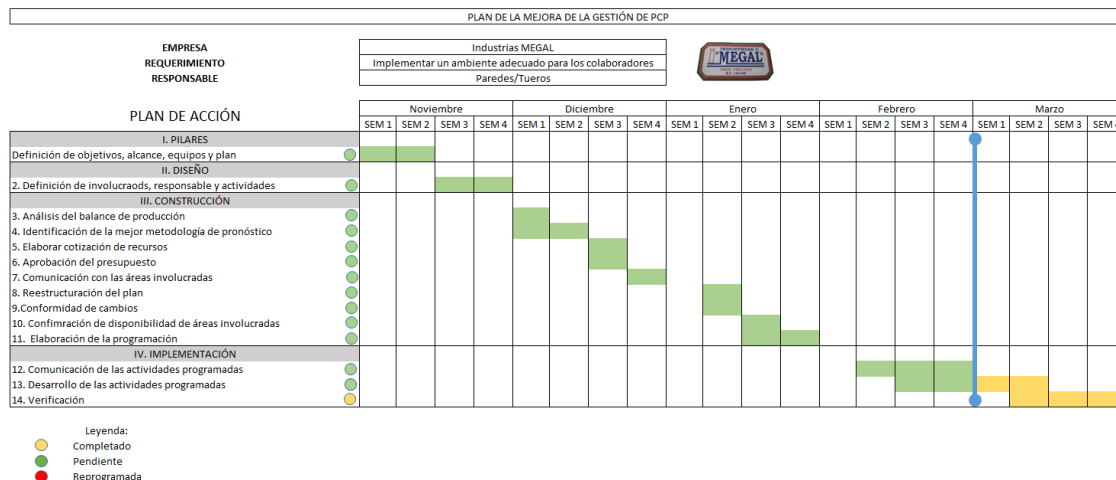 PLAN DE LA MEJORA DE LA GESTIÓN DE PCP
EMPRESA Industrias MEGAL
REQUERIMIENTO Implementar un ambiente adecuado para los colaboradores
RESPONSABLE Paredes/Tueros
INDUSTRIAS
"MEGAL"
PLAN DE ACCIÓN
Noviembre Diciembre Enero Febrero Marzo
SEM 1 SEM 2 SEM 3 SEM 4 SEM 1 SEM 2 SEM 3 SEM 4 SEM 1 SEM 2 SEM 3 SEM 4 SEM 1 SEM 2 SEM 3 SEM 4 SEM 1 SEM 2 SEM 3 SEM 4
I. PILARES
Definición de objetivos, alcance, equipos y plan
II. DISEÑO
2. Definición de involucraods, responsable y actividades
III. CONSTRUCCIÓN
3. Análisis del balance de producción
4. Identificación de la mejor metodología de pronóstico
5. Elaborar cotización de recursos
6. Aprobación del presupuesto
7. Comunicación con las áreas involucradas
8. Reestructuración del plan
9.Conformidad de cambios
10. Confimración de disponibilidad de áreas involucradas
11. Elaboración de la programación
IV. IMPLEMENTACIÓN
12. Comunicación de las actividades programadas
13. Desarrollo de las actividades programadas
14. Verificación
Leyenda:
Completado
Pendiente
Reprogramada